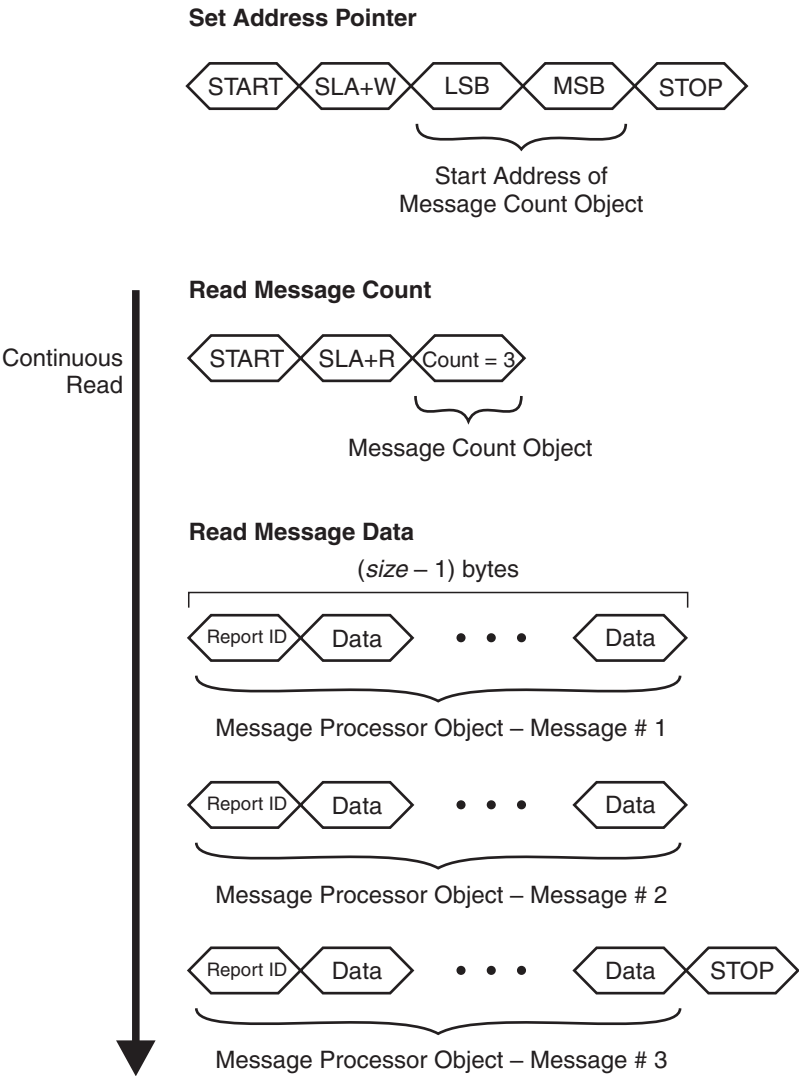 Set Address Pointer
START SLA+W LSB MSB STOP
Start Address of
Message Count Object
Read Message Count
Continuous
Read
START SLA+R Count = 3
Message Count Object
Read Message Data
(size – 1) bytes
Report ID Data • • • Data
Message Processor Object – Message # 1
Report ID Data • • • Data
Message Processor Object – Message # 2
Report ID Data • • • Data STOP
Message Processor Object – Message # 3